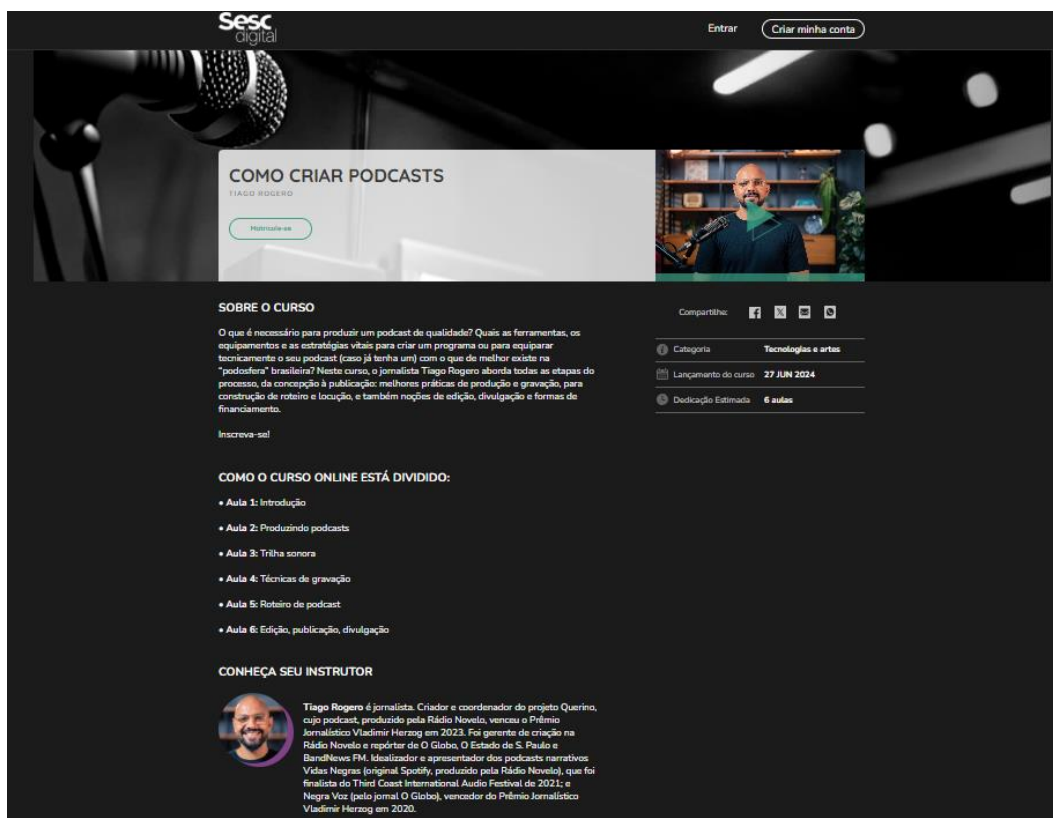 Sesc
digital
Entrar
Criar minha conta
COMO CRIAR PODCASTS
TIAGO ROGERO
Matricule-se
SOBRE O CURSO
O que é necessário para produzir um podcast de qualidade? Quais as ferramentas, os
equipamentos e as estratégias vitais para criar um programa ou para equiparar
tecnicamente o seu podcast (caso já tenha um) com o que de melhor existe na
“podosfera” brasileira? Neste curso, o jornalista Tiago Rogero aborda todas as etapas do
processo, da concepção à publicação: melhores práticas de produção e gravação, para
construção de roteiro e locução, e também noções de edição, divulgação e formas de
financiamento.
Inscreva-se!
Compartilhe:
Categoria Tecnologias e artes
Lançamento do curso 27 JUN 2024
Dedicação Estimada 6 aulas
COMO O CURSO ONLINE ESTÁ DIVIDIDO:
• Aula 1: Introdução
• Aula 2: Produzindo podcasts
• Aula 3: Trilha sonora
• Aula 4: Técnicas de gravação
• Aula 5: Roteiro de podcast
• Aula 6: Edição, publicação, divulgação
CONHEÇA SEU INSTRUTOR
Tiago Rogero é jornalista. Criador e coordenador do projeto Querino,
cujo podcast, produzido pela Rádio Novelo, venceu o Prêmio
Jornalístico Vladimir Herzog em 2023. Foi gerente de criação na
Rádio Novelo e repórter de O Globo, O Estado de S. Paulo e
BandNews FM. Idealizador e apresentador dos podcasts narrativos
Vidas Negras (original Spotify, produzido pela Rádio Novelo), que foi
finalista do Third Coast International Audio Festival de 2021; e
Negra Voz (pelo jornal O Globo), vencedor do Prêmio Jornalístico
Vladimir Herzog em 2020.